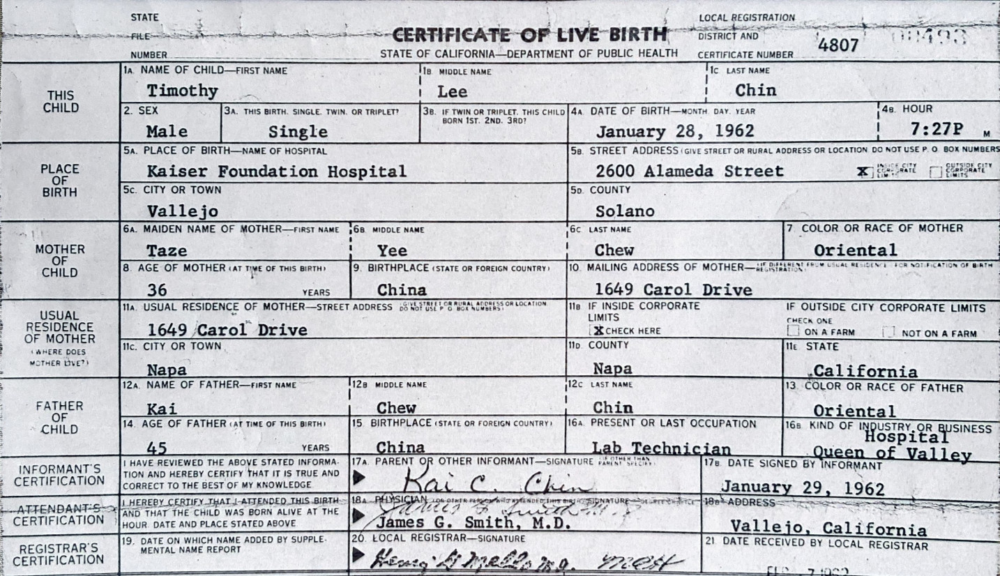 STATE
FILE
NUMBER
CERTIFICATE OF LIVE BIRTH
STATE OF CALIFORNIA—DEPARTMENT OF PUBLIC HEALTH
LOCAL REGISTRATION
DISTRICT AND
CERTIFICATE NUMBER
4807
THIS
CHILD
1A. NAME OF CHILD—FIRST NAME
Timothy
1B MIDDLE NAME
Lee
1C LAST NAME
Chin
2. SEX
Male
3A. THIS BIRTH. SINGLE. TWIN. OR TRIPLET?
Single
3B. IF TWIN OR TRIPLET. THIS CHILD
BORN 1ST. 2ND. 3RD?
4A. DATE OF BIRTH—MONTH. DAY. YEAR
January 28, 1962
4B. HOUR
7:27P M
PLACE
OF
BIRTH
5A. PLACE OF BIRTH—NAME OF HOSPITAL
Kaiser Foundation Hospital
5B. STREET ADDRESS (GIVE STREET OR RURAL ADDRESS OR LOCATION DO NOT USE P. O. BOX NUMBERS
2600 Alameda Street
X INSIDE CITY
CORPORATE
LIMITS
OUTSIDE CITY
CORPORATE
LIMITS
5C. CITY OR TOWN
Vallejo
5D. COUNTY
Solano
MOTHER
OF
CHILD
6A. MAIDEN NAME OF MOTHER—FIRST NAME
Taze
6B. MIDDLE NAME
Yee
6C LAST NAME
Chew
7. COLOR OR RACE OF MOTHER
Oriental
8. AGE OF MOTHER (AT TIME OF THIS BIRTH)
36 YEARS
9. BIRTHPLACE (STATE OR FOREIGN COUNTRY)
China
10. MAILING ADDRESS OF MOTHER—(IF DIFFERENT FROM USUAL RESIDENCE FOR NOTIFICATION OF BIRTH
REGISTRATION)
1649 Carol Drive
USUAL
RESIDENCE
OF MOTHER
(WHERE DOES
MOTHER LIVE?)
11A. USUAL RESIDENCE OF MOTHER—STREET ADDRESS (GIVE STREET OR RURAL ADDRESS OR LOCATION
DO NOT USE P O BOX NUMBERS)
1649 Carol Drive
11B IF INSIDE CORPORATE
LIMITS
X CHECK HERE
IF OUTSIDE CITY CORPORATE LIMITS
CHECK ONE
ON A FARM NOT ON A FARM
11C. CITY OR TOWN
Napa
11D. COUNTY
Napa
11E STATE
California
FATHER
OF
CHILD
12A. NAME OF FATHER—FIRST NAME
Kai
12B MIDDLE NAME
Chew
12C LAST NAME
Chin
13. COLOR OR RACE OF FATHER
Oriental
14. AGE OF FATHER (AT TIME OF THIS BIRTH)
45 YEARS
15. BIRTHPLACE (STATE OR FOREIGN COUNTRY)
China
16A. PRESENT OR LAST OCCUPATION
Lab Technician
16B. KIND OF INDUSTRY OR BUSINESS
Hospital
Queen of Valley
INFORMANT'S
CERTIFICATION
I HAVE REVIEWED THE ABOVE STATED INFORMA-
TION AND HEREBY CERTIFY THAT IT IS TRUE AND
CORRECT TO THE BEST OF MY KNOWLEDGE
17A. PARENT OR OTHER INFORMANT—SIGNATURE (IF OTHER THAN
PARENT SPECIFY)
Kai C. Chin
17B. DATE SIGNED BY INFORMANT
January 29, 1962
ATTENDANT'S
CERTIFICATION
I HEREBY CERTIFY THAT I ATTENDED THIS BIRTH
AND THAT THE CHILD WAS BORN ALIVE AT THE
HOUR. DATE AND PLACE STATED ABOVE
18A PHYSICIAN (OR OTHER PERSON WHO ATTENDED THIS BIRTH) SIGNATURE
James G. Smith, M.D.
18B ADDRESS
Vallejo, California
REGISTRAR'S
CERTIFICATION
19. DATE ON WHICH NAME ADDED BY SUPPLE-
MENTAL NAME REPORT
20. LOCAL REGISTRAR—SIGNATURE
21. DATE RECEIVED BY LOCAL REGISTRAR